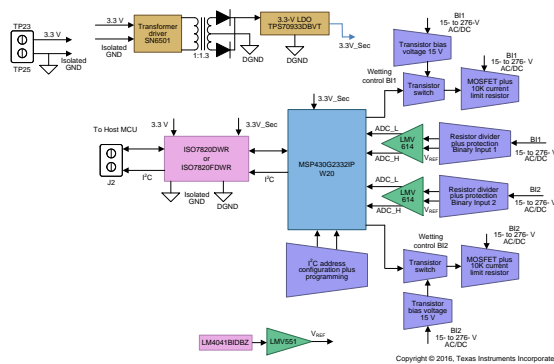 TP23
3.3 V
3.3 V
Isolated
GND
Isolated
GND
TP25
Transformer
driver
SN6501
1:1.3
DGND
3.3-V LDO
TPS70933DBVT
DGND
3.3V_Sec
BI1
15- to 276- V
AC/DC
Transistor bias
voltage 15 V
Wetting
control BI1
Transistor
switch
BI1
15- to 276- V
AC/DC
MOSFET plus
10K current
limit resistor
To Host MCU
J2
I²C
3.3 V
3.3V_Sec
ISO7820DWR
or
ISO7820FDWR
Isolated
GND
DGND
3.3V_Sec
MSP430G2332IP
W20
ADC_L
ADC_H
LMV
614
VREF
Resistor divider
plus protection
Binary Input 1
BI1
15- to 276- V
AC/DC
ADC_L
ADC_H
LMV
614
VREF
Resistor divider
plus protection
Binary Input 2
BI2
15- to 276- V
AC/DC
I²C address
configuration plus
programming
Wetting
control BI2
Transistor
switch
BI2
15- to 276- V
AC/DC
MOSFET plus
10K current
limit resistor
Transistor
bias voltage
15 V
BI2
15- to 276- V
AC/DC
LM4041BIDBZ
LMV551
VREF
Copyright © 2016, Texas Instruments Incorporated